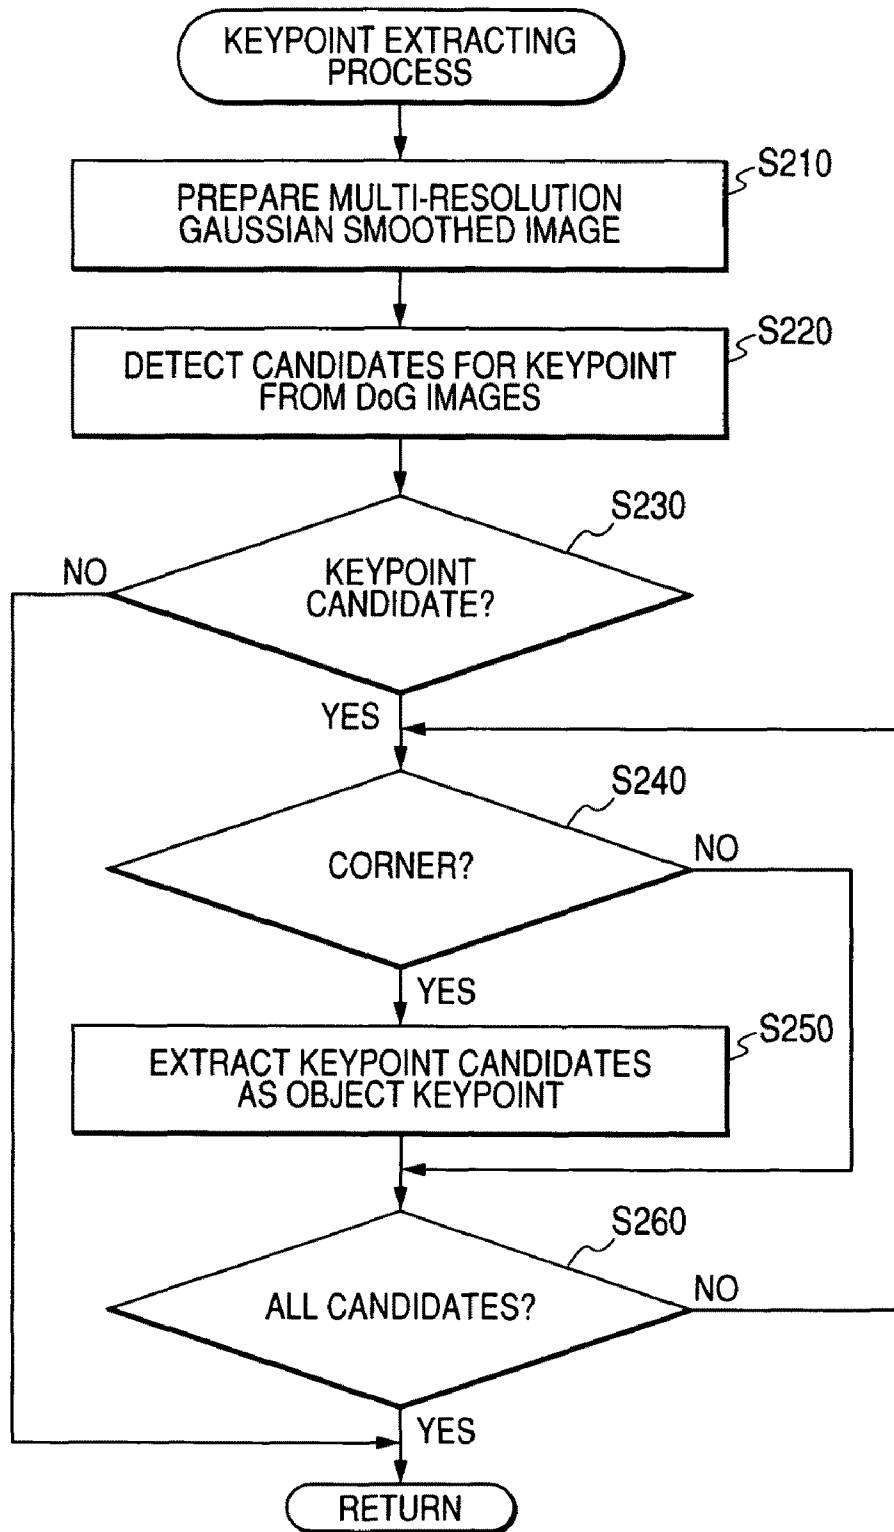 KEYPOINT EXTRACTING
PROCESS
S210
PREPARE MULTI-RESOLUTION
GAUSSIAN SMOOTHED IMAGE
S220
DETECT CANDIDATES FOR KEYPOINT
FROM DoG IMAGES
S230
NO
KEYPOINT
CANDIDATE?
YES
S240
NO
CORNER?
YES
S250
EXTRACT KEYPOINT CANDIDATES
AS OBJECT KEYPOINT
S260
NO
ALL CANDIDATES?
YES
RETURN